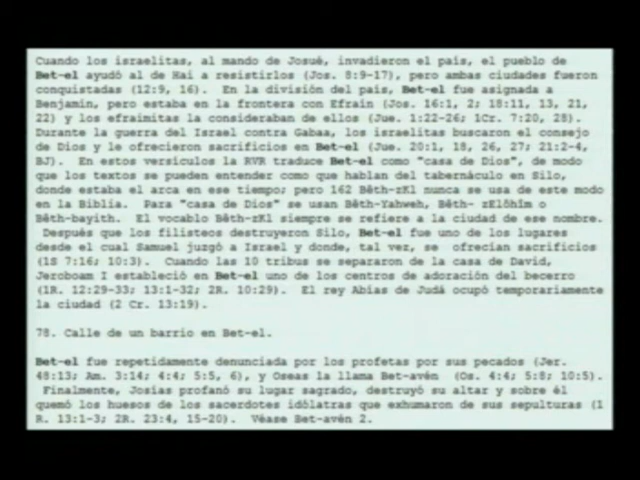 Cuando los israelitas, al mando de Josué, invadieron el país, el pueblo de
Bet-el ayudó al de Hai a resistirlos (Jos. 8:9-17), pero ambas ciudades fueron
conquistadas (12:9, 16).  En la división del país, Bet-el fue asignada a
Benjamín, pero estaba en la frontera con Efraín (Jos. 16:1, 2; 18:11, 13, 21,
22) y los efraimitas la consideraban de ellos (Jue. 1:22-26; 1Cr. 7:20, 28).
Durante la guerra del Israel contra Gabaa, los israelitas buscaron el consejo
de Dios y le ofrecieron sacrificios en Bet-el (Jue. 20:1, 18, 26, 27; 21:2-4,
BJ).  En estos versículos la RVR traduce Bet-el como "casa de Dios", de modo
que los textos se pueden entender como que hablan del tabernáculo en Silo,
donde estaba el arca en ese tiempo; pero 162 Bêth-zKl nunca se usa de este modo
en la Biblia.  Para "casa de Dios" se usan Bêth-Yahweh, Bêth- zElôhîm o
Bêth-bayith.  El vocablo Bêth-zKl siempre se refiere a la ciudad de ese nombre.
Después que los filisteos destruyeron Silo, Bet-el fue uno de los lugares
desde el cual Samuel juzgó a Israel y donde, tal vez, se  ofrecían sacrificios
(1S 7:16; 10:3).  Cuando las 10 tribus se separaron de la casa de David,
Jeroboam I estableció en Bet-el uno de los centros de adoración del becerro
(1R. 12:29-33; 13:1-32; 2R. 10:29).  El rey Abías de Judá ocupó temporariamente
la ciudad (2 Cr. 13:19).
78. Calle de un barrio en Bet-el.
Bet-el fue repetidamente denunciada por los profetas por sus pecados (Jer.
48:13; Am. 3:14; 4:4; 5:5, 6), y Oseas la llama Bet-avén  (Os. 4:4; 5:8; 10:5).
Finalmente, Josías profanó su lugar sagrado, destruyó su altar y sobre él
quemó los huesos de los sacerdotes idólatras que exhumaron de sus sepulturas (1
R. 13:1-3; 2R. 23:4, 15-20).  Véase Bet-avén 2.